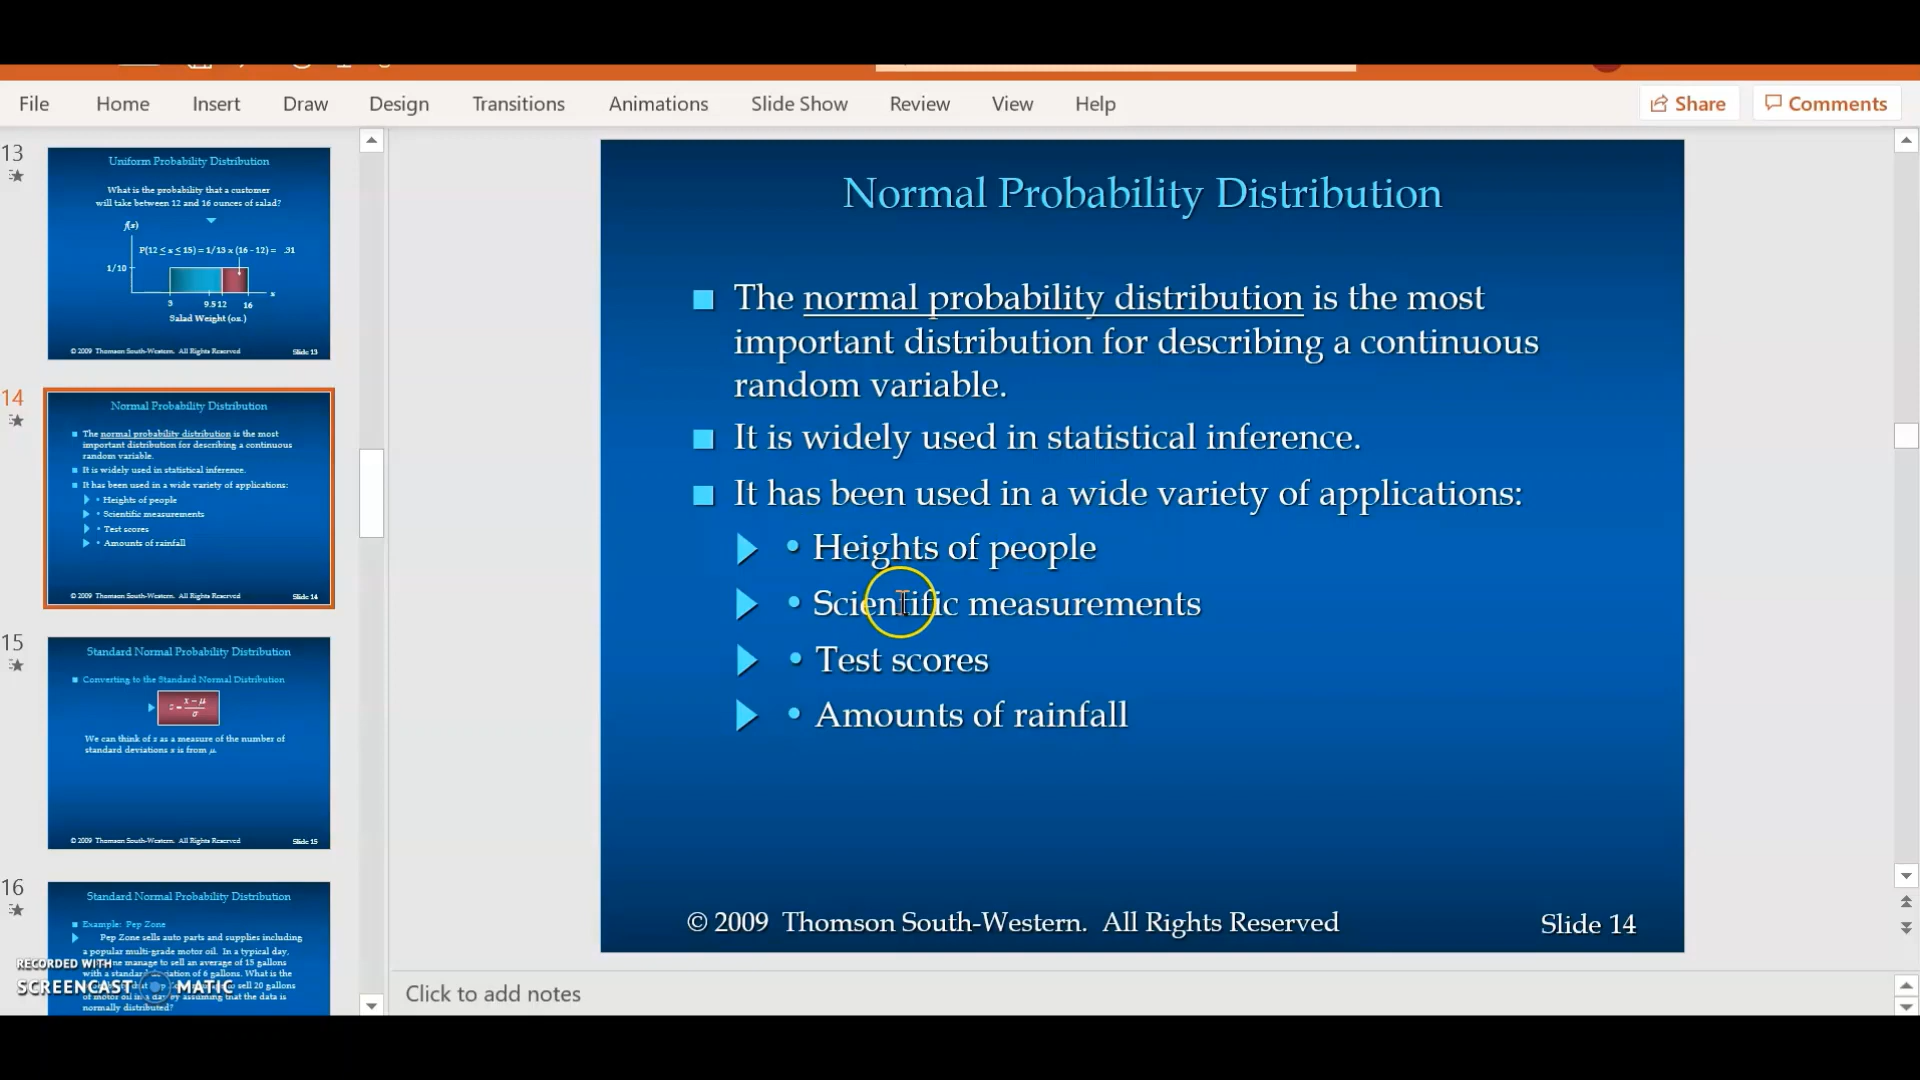 File Home Insert Draw Design Transitions Animations Slide Show Review View Help Share Comments
13
Uniform Probability Distribution
What is the probability that a customer
will take between 12 and 16 ounces of salad?
f(x)
P(12 ≤ x ≤ 15) = 1/13 x (16 - 12) = .31
1/10
x
3 9.5 12 16
Salad Weight (oz.)
© 2009 Thomson South-Western. All Rights Reserved Slide 13
14
Normal Probability Distribution
■ The normal probability distribution is the most
important distribution for describing a continuous
random variable.
■ It is widely used in statistical inference.
■ It has been used in a wide variety of applications:
• Heights of people
• Scientific measurements
• Test scores
• Amounts of rainfall
© 2009 Thomson South-Western. All Rights Reserved Slide 14
15
Standard Normal Probability Distribution
■ Converting to the Standard Normal Distribution
z = x − μ / σ
We can think of z as a measure of the number of
standard deviations x is from μ.
© 2009 Thomson South-Western. All Rights Reserved Slide 15
16
Standard Normal Probability Distribution
■ Example: Pep Zone
Pep Zone sells auto parts and supplies including
a popular multi-grade motor oil. In a typical day,
manage to sell an average of 15 gallons
with a standard deviation of 6 gallons. What is the
to sell 20 gallons
of motor oil in a day by assuming that the data is
normally distributed?
RECORDED WITH
SCREENCAST MATIC
Normal Probability Distribution
■ The normal probability distribution is the most
important distribution for describing a continuous
random variable.
■ It is widely used in statistical inference.
■ It has been used in a wide variety of applications:
• Heights of people
• Scientific measurements
• Test scores
• Amounts of rainfall
© 2009 Thomson South-Western. All Rights Reserved Slide 14
Click to add notes